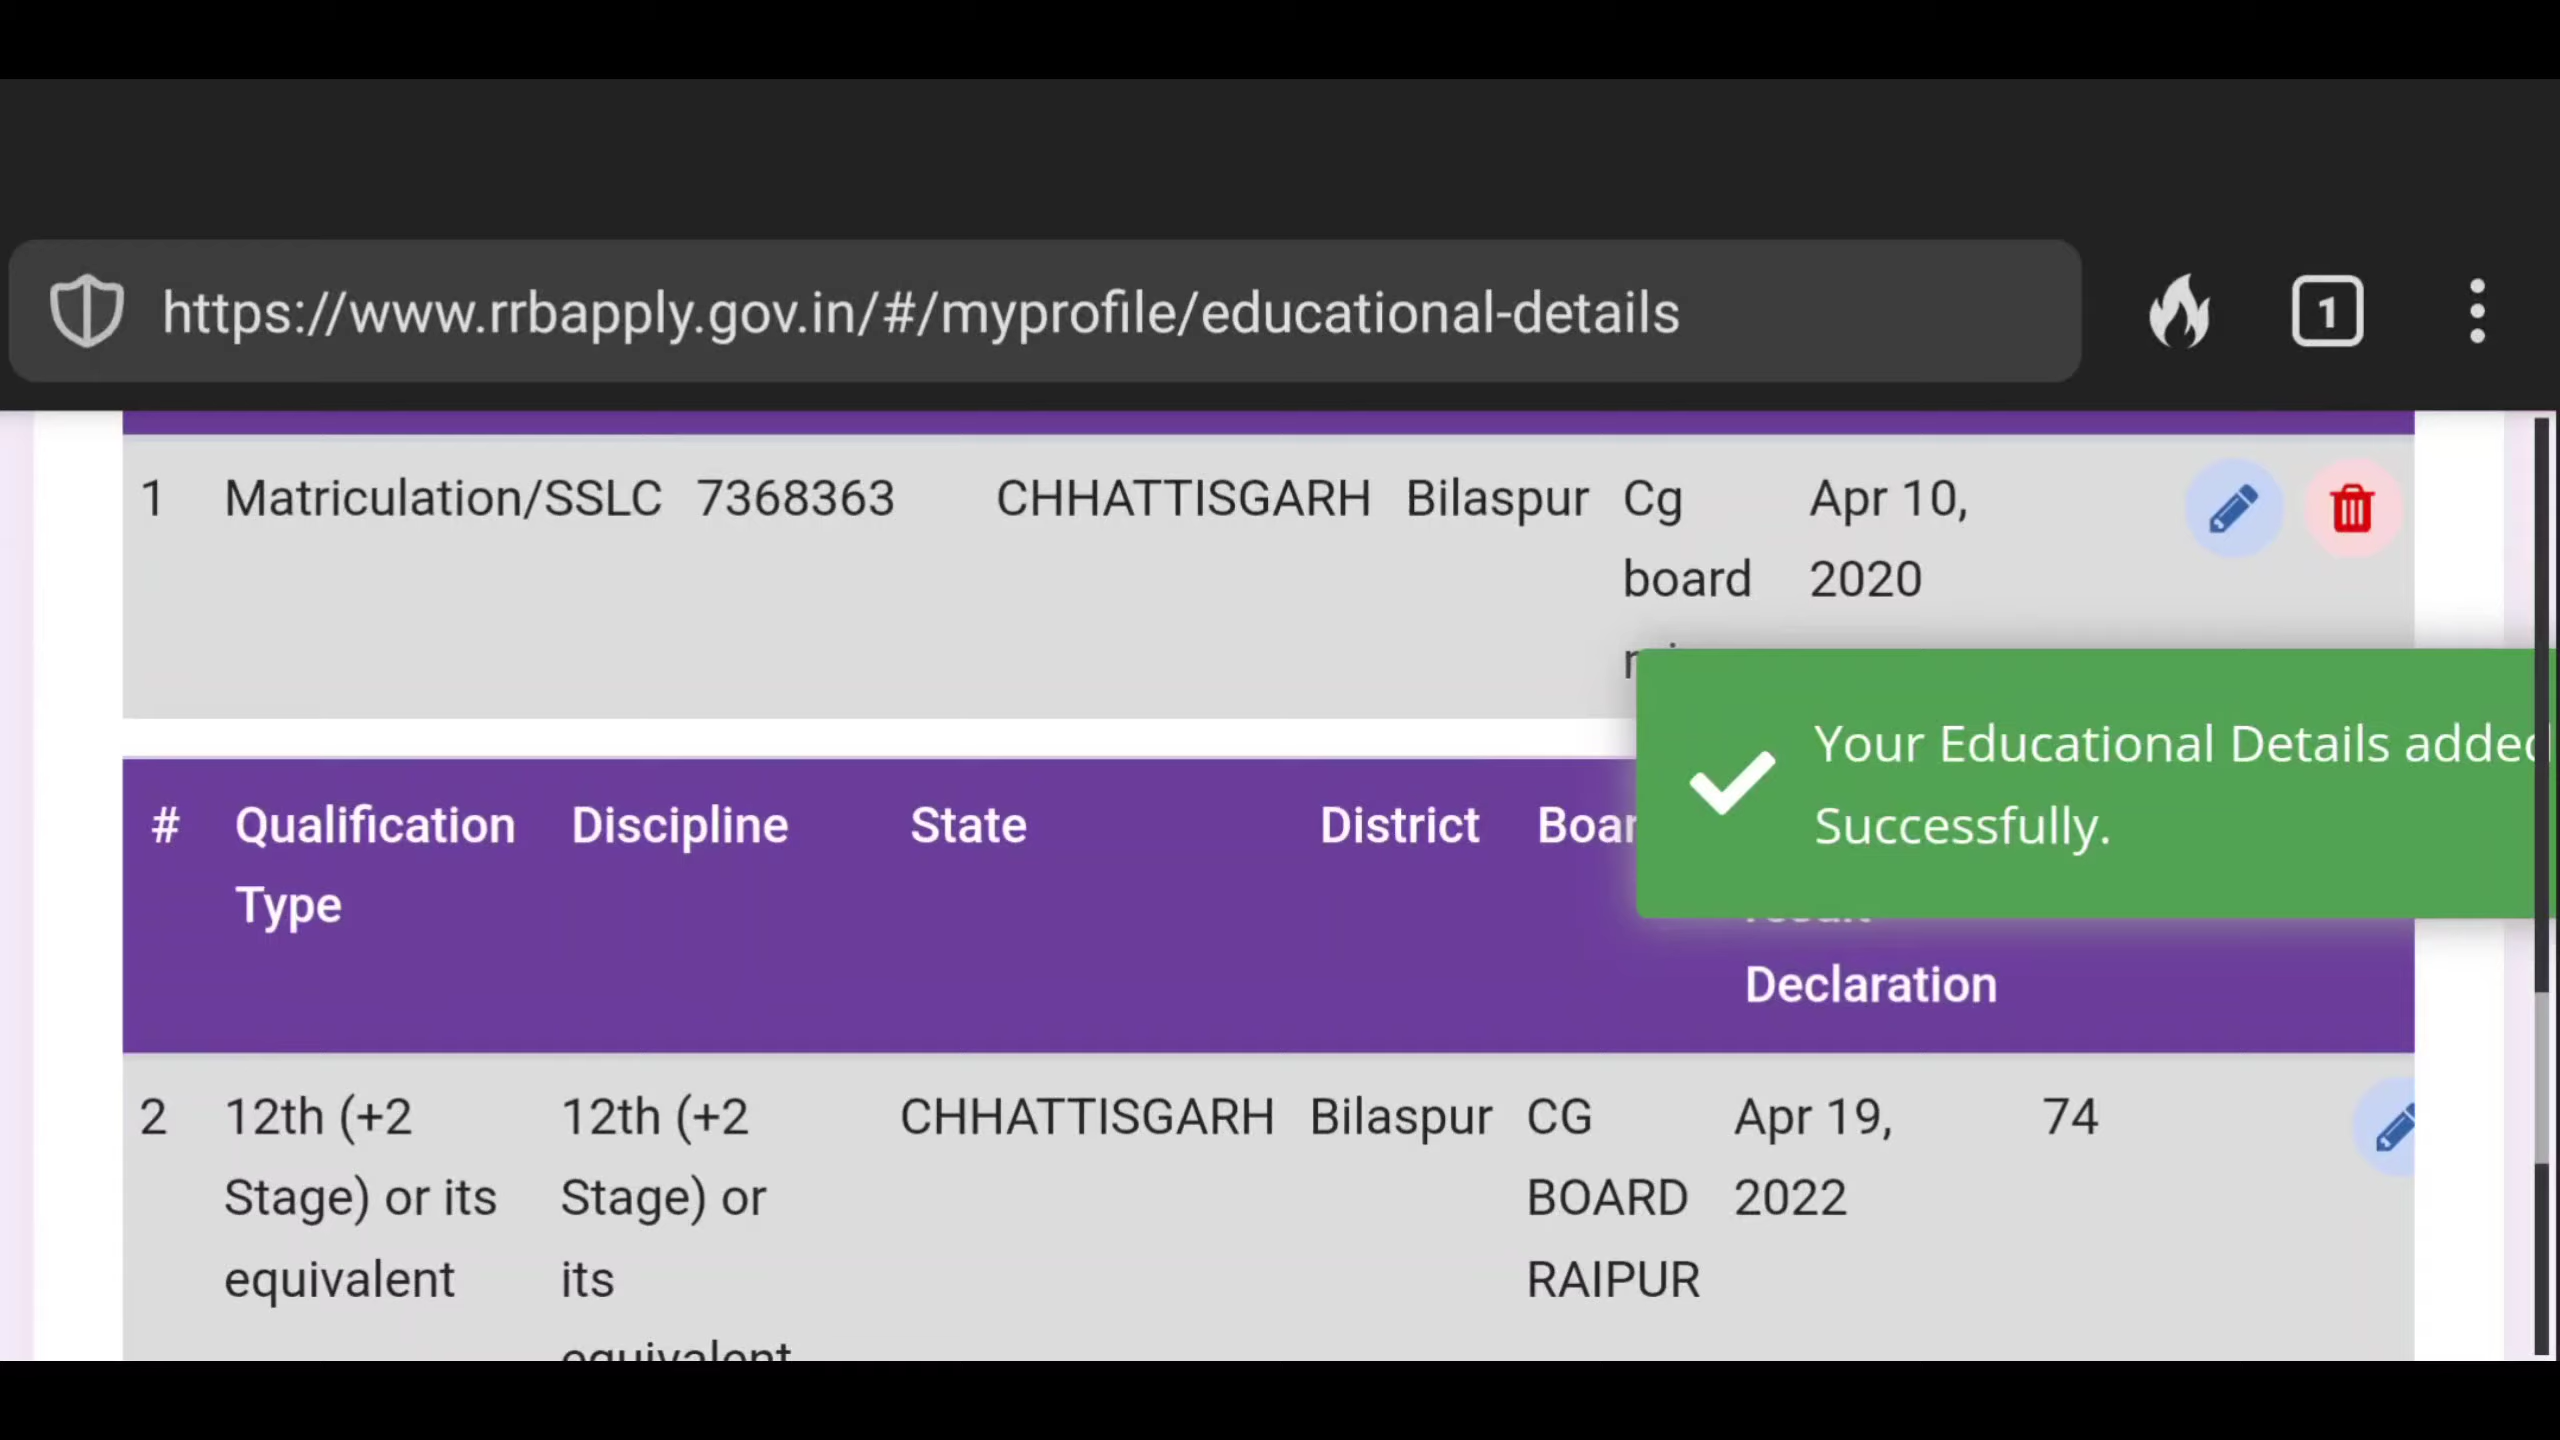 https://www.rrbapply.gov.in/#/myprofile/educational-details
1
1 Matriculation/SSLC 7368363 CHHATTISGARH Bilaspur Cg Apr 10,
board 2020
Your Educational Details added
Successfully.
# Qualification Discipline State District
Type
Declaration
2 12th (+2 12th (+2 CHHATTISGARH Bilaspur CG Apr 19, 74
Stage) or its Stage) or BOARD 2022
equivalent its RAIPUR
equivalent